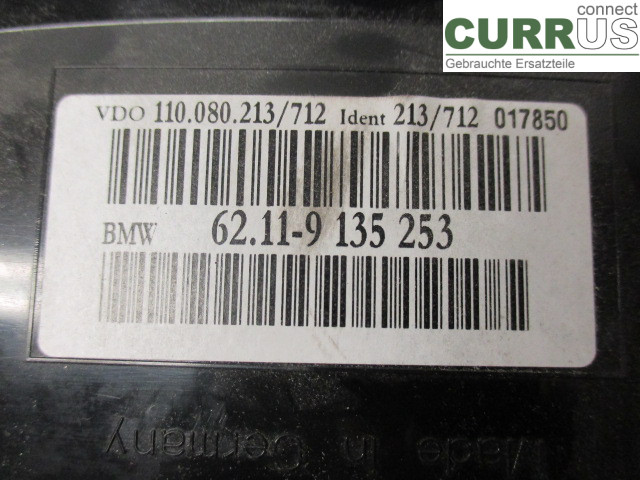 connect
CURRUS
Gebrauchte Ersatzteile
VDO 110.080.213/712 Ident 213/712 017850
BMW 62.11-9 135 253
Made in Germany